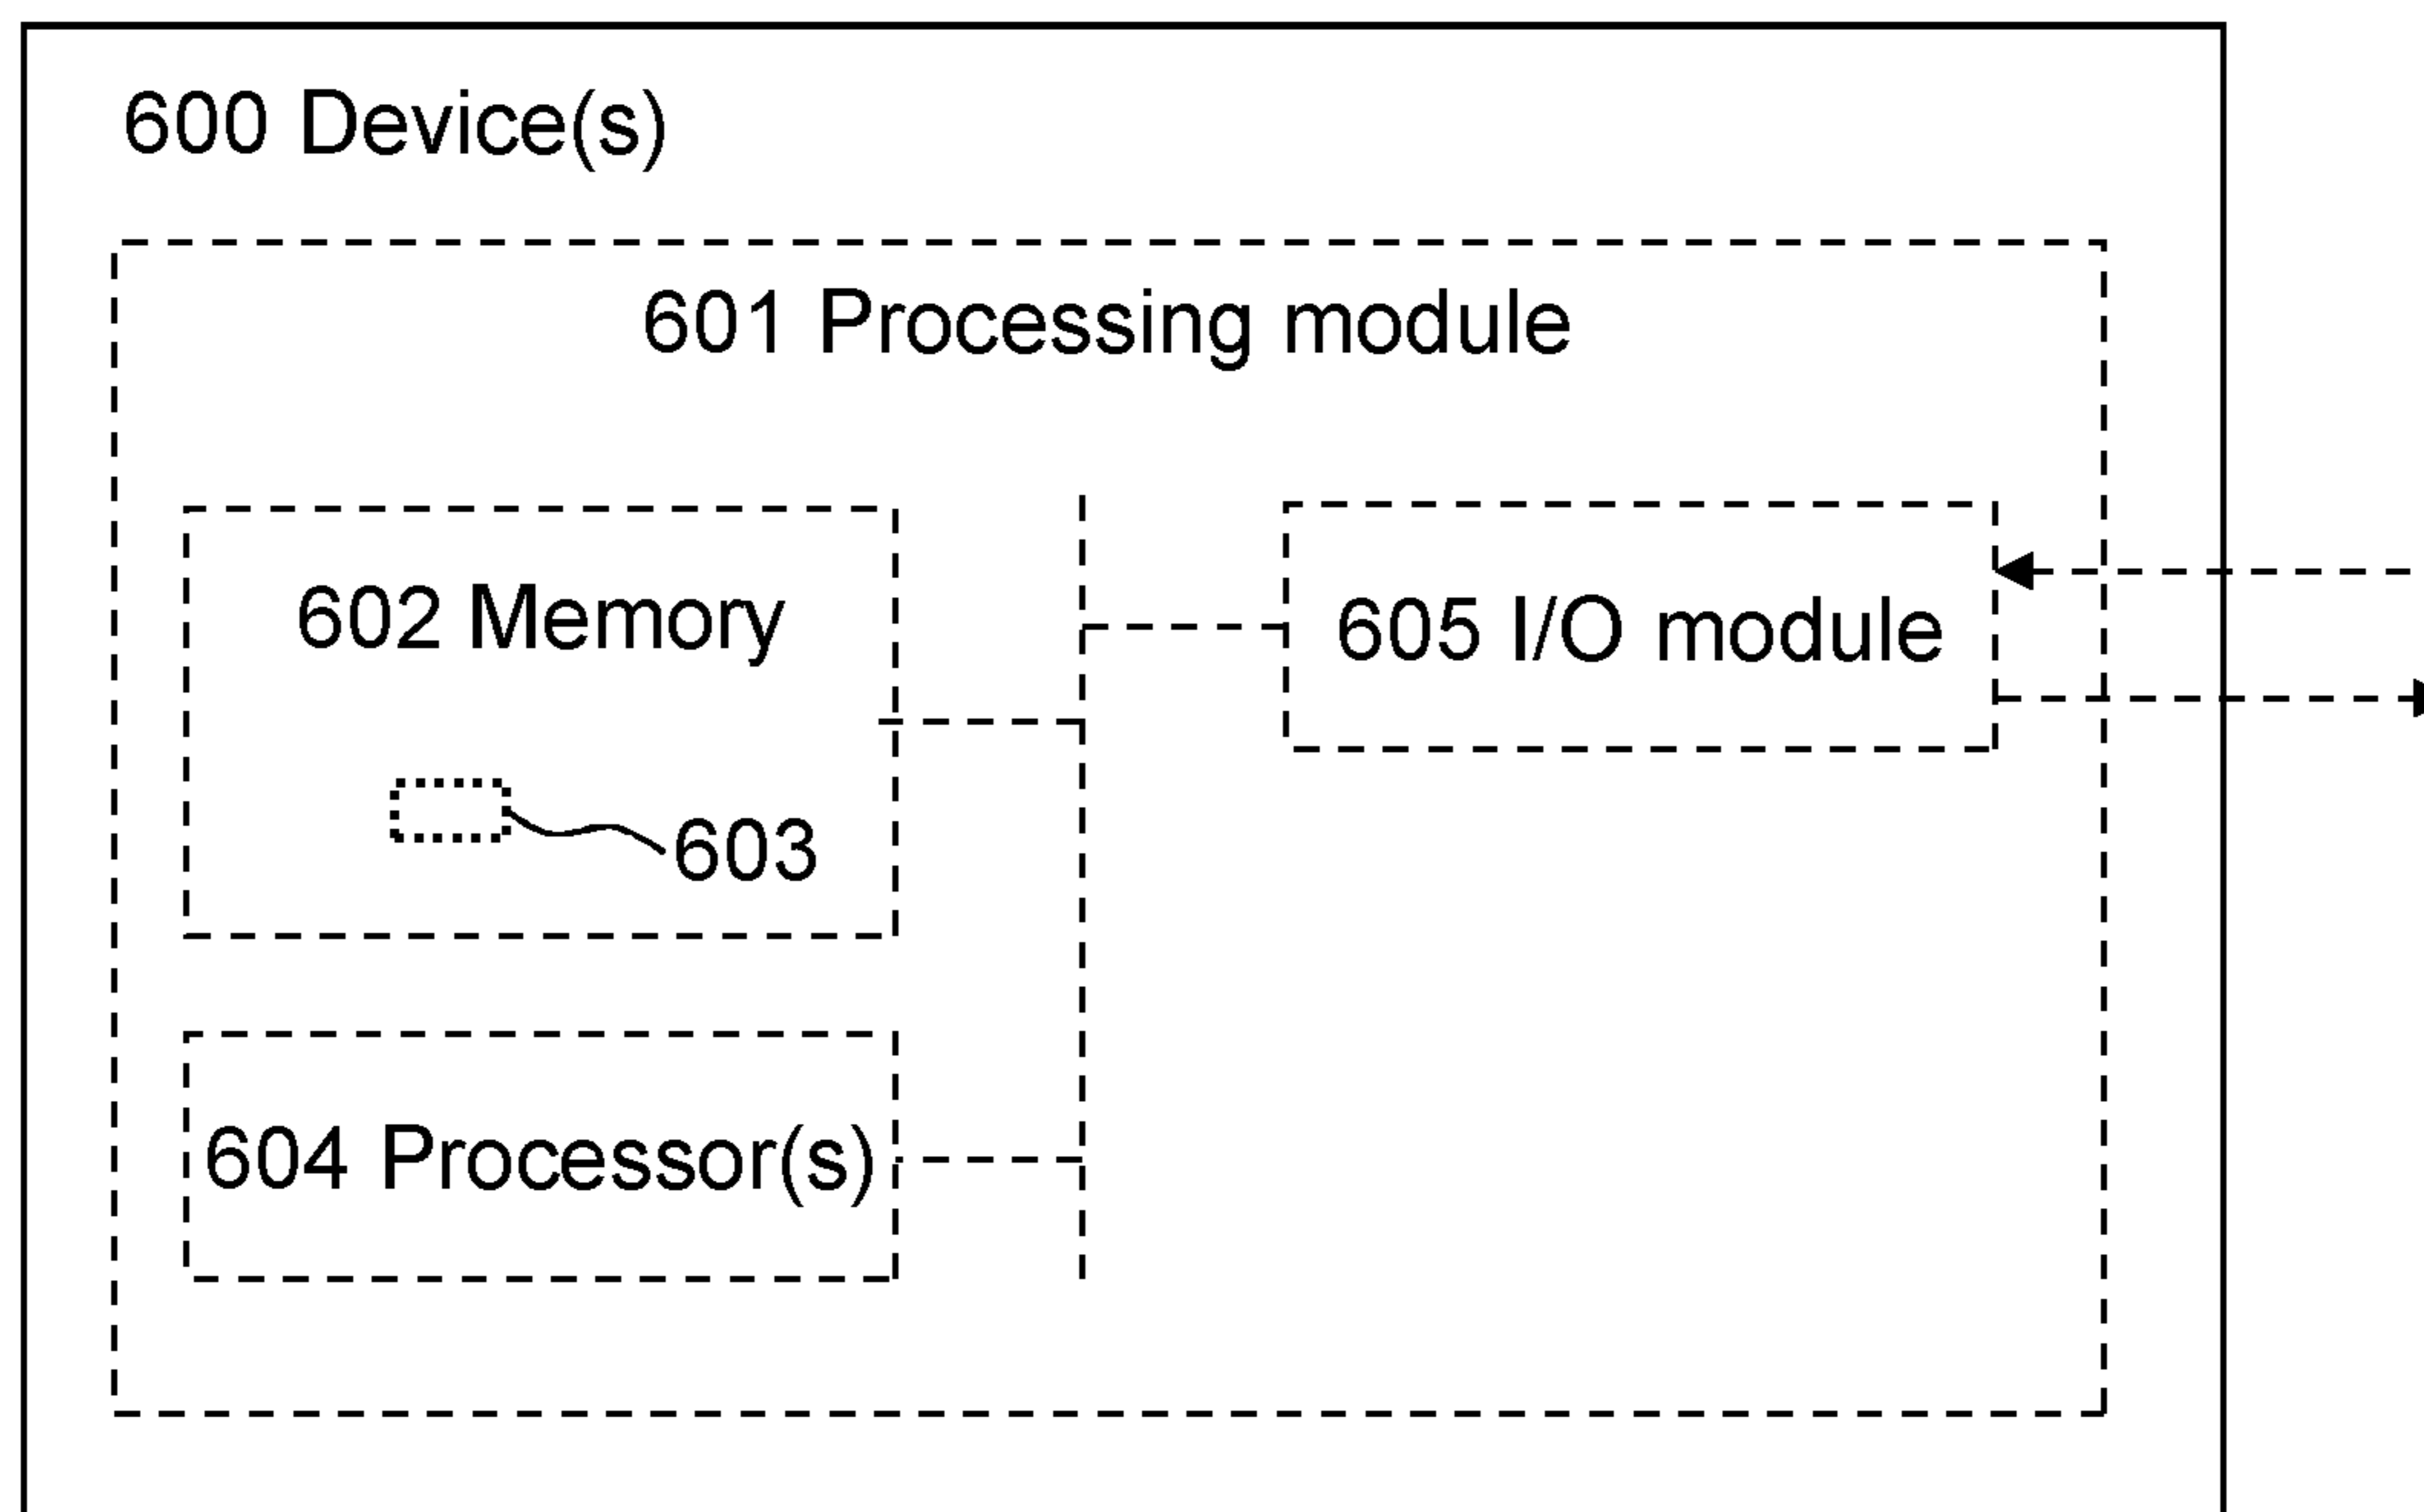 600 Device(s)
601 Processing module
602 Memory
605 I/O module
603
604 Processor(s)